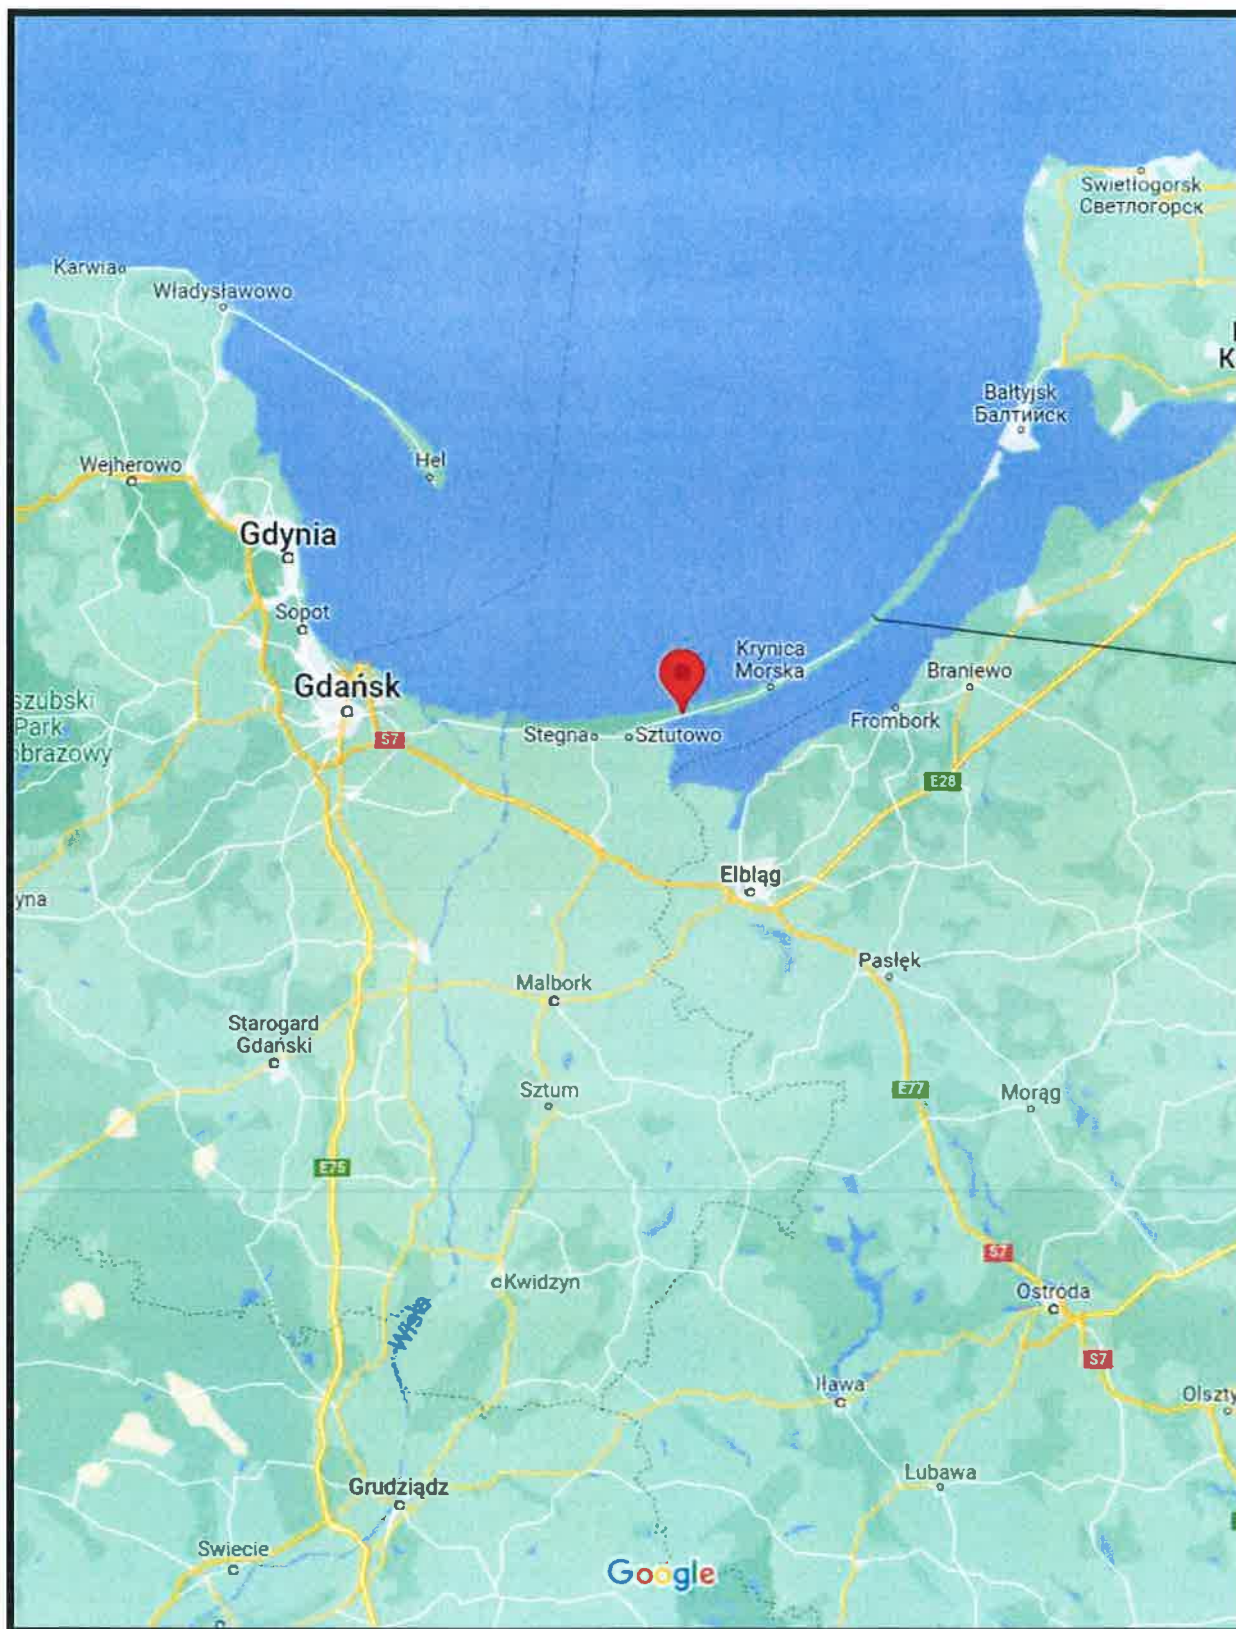 Swietłogorsk
Светлогорск
Karwia
Władysławowo
K
Bałtyjsk
Балтийск
Hel
Wejherowo
Gdynia
Sopot
Krynica
Morska
Braniewo
Gdańsk
szubski
Park
obrazowy
Frombork
S7
Stegna
Sztutowo
E28
Elbląg
yna
Pasłęk
Malbork
Starogard
Gdański
Sztum
E77
Morąg
E75
S7
Kwidzyn
Ostróda
Wisła
S7
Iława
Olszty
Lubawa
Grudziądz
Swiecie
Google